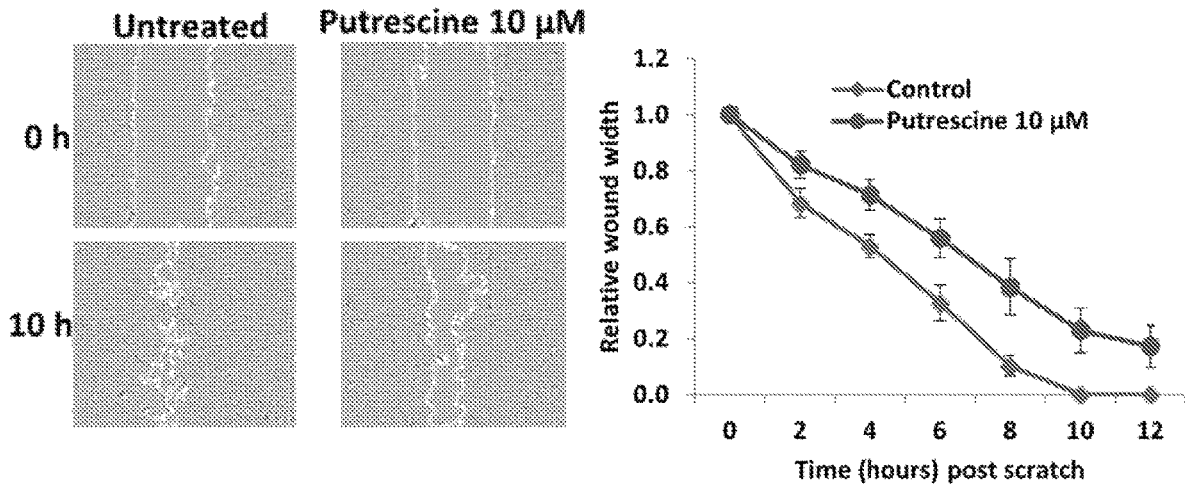 Untreated
Putrescine 10 μM
0 h
10 h
Relative wound width
1.2
1.0
0.8
0.6
0.4
0.2
0.0
Control
Putrescine 10 μM
0 2 4 6 8 10 12
Time (hours) post scratch